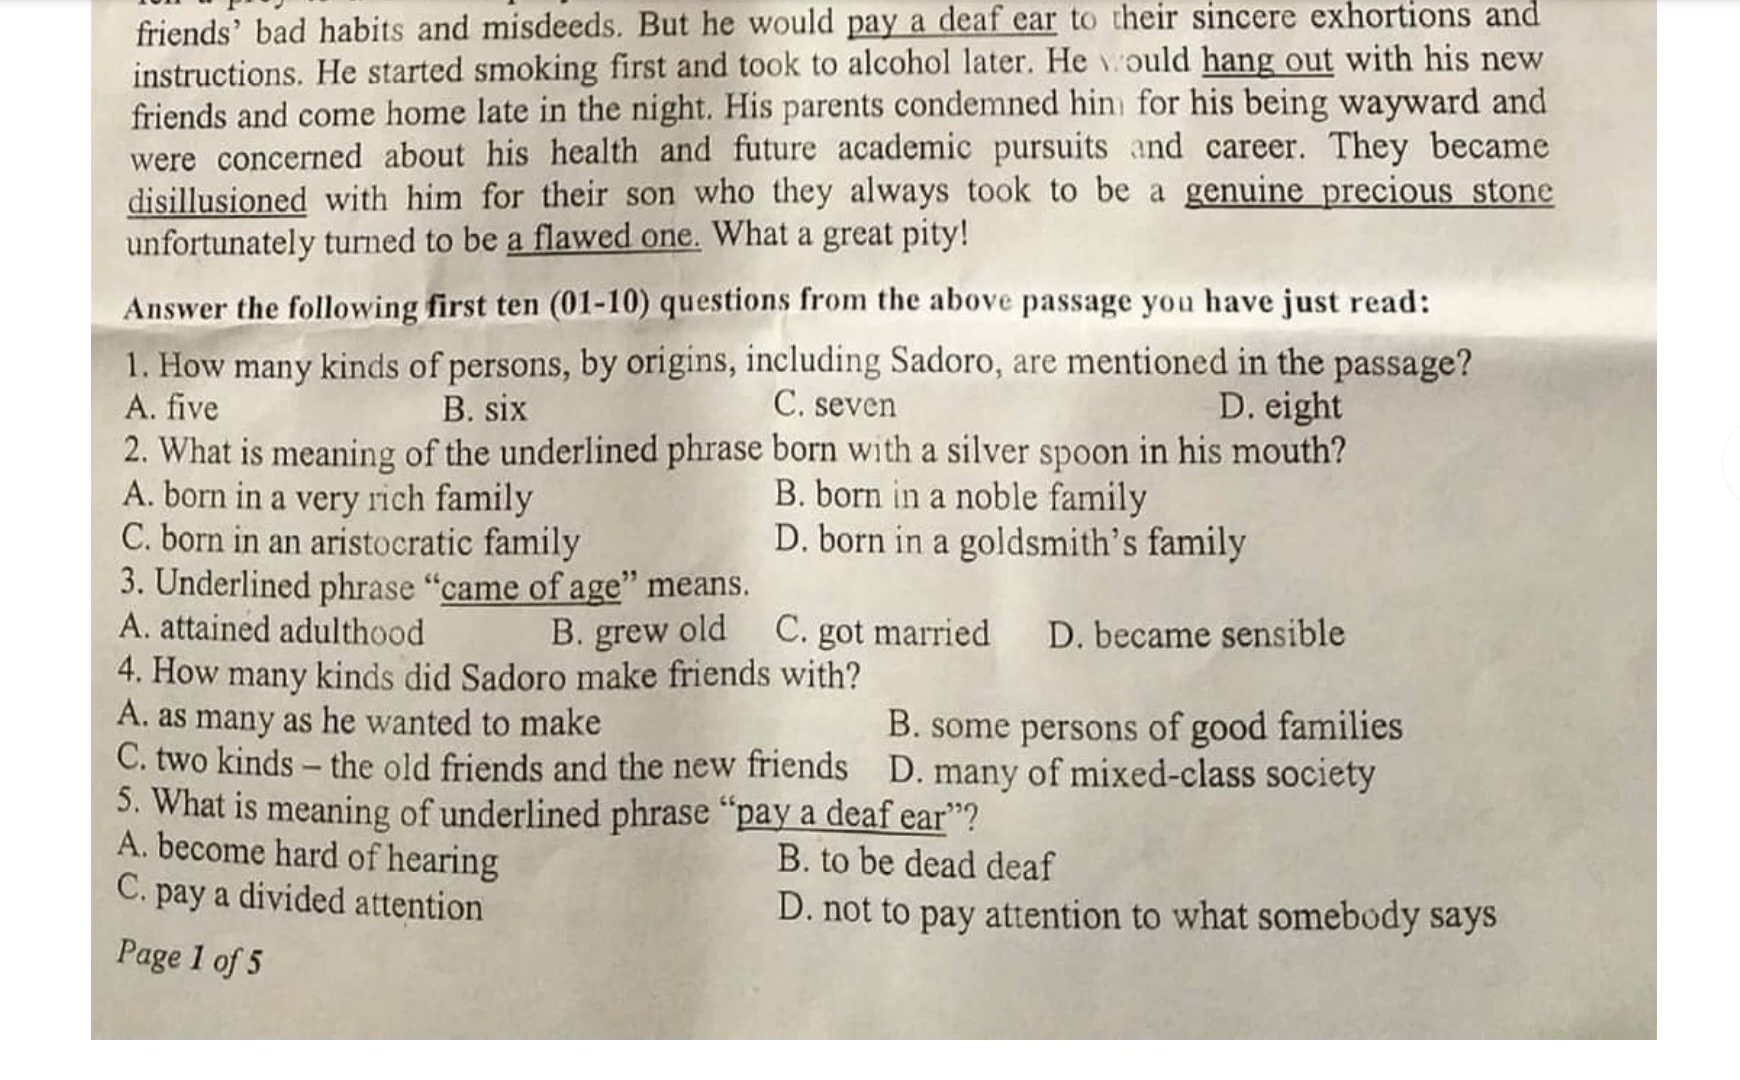 friends' bad habits and misdeeds. But he would pay a deaf ear to their sincere exhortions and
instructions. He started smoking first and took to alcohol later. He would hang out with his new
friends and come home late in the night. His parents condemned him for his being wayward and
were concerned about his health and future academic pursuits and career. They became
disillusioned with him for their son who they always took to be a genuine precious stone
unfortunately turned to be a flawed one. What a great pity!
Answer the following first ten (01-10) questions from the above passage you have just read:
1. How many kinds of persons, by origins, including Sadoro, are mentioned in the passage?
A. five B. six C. seven D. eight
2. What is meaning of the underlined phrase born with a silver spoon in his mouth?
A. born in a very rich family B. born in a noble family
C. born in an aristocratic family D. born in a goldsmith's family
3. Underlined phrase "came of age" means.
A. attained adulthood B. grew old C. got married D. became sensible
4. How many kinds did Sadoro make friends with?
A. as many as he wanted to make B. some persons of good families
C. two kinds – the old friends and the new friends D. many of mixed-class society
5. What is meaning of underlined phrase "pay a deaf ear"?
A. become hard of hearing B. to be dead deaf
C. pay a divided attention D. not to pay attention to what somebody says
Page 1 of 5